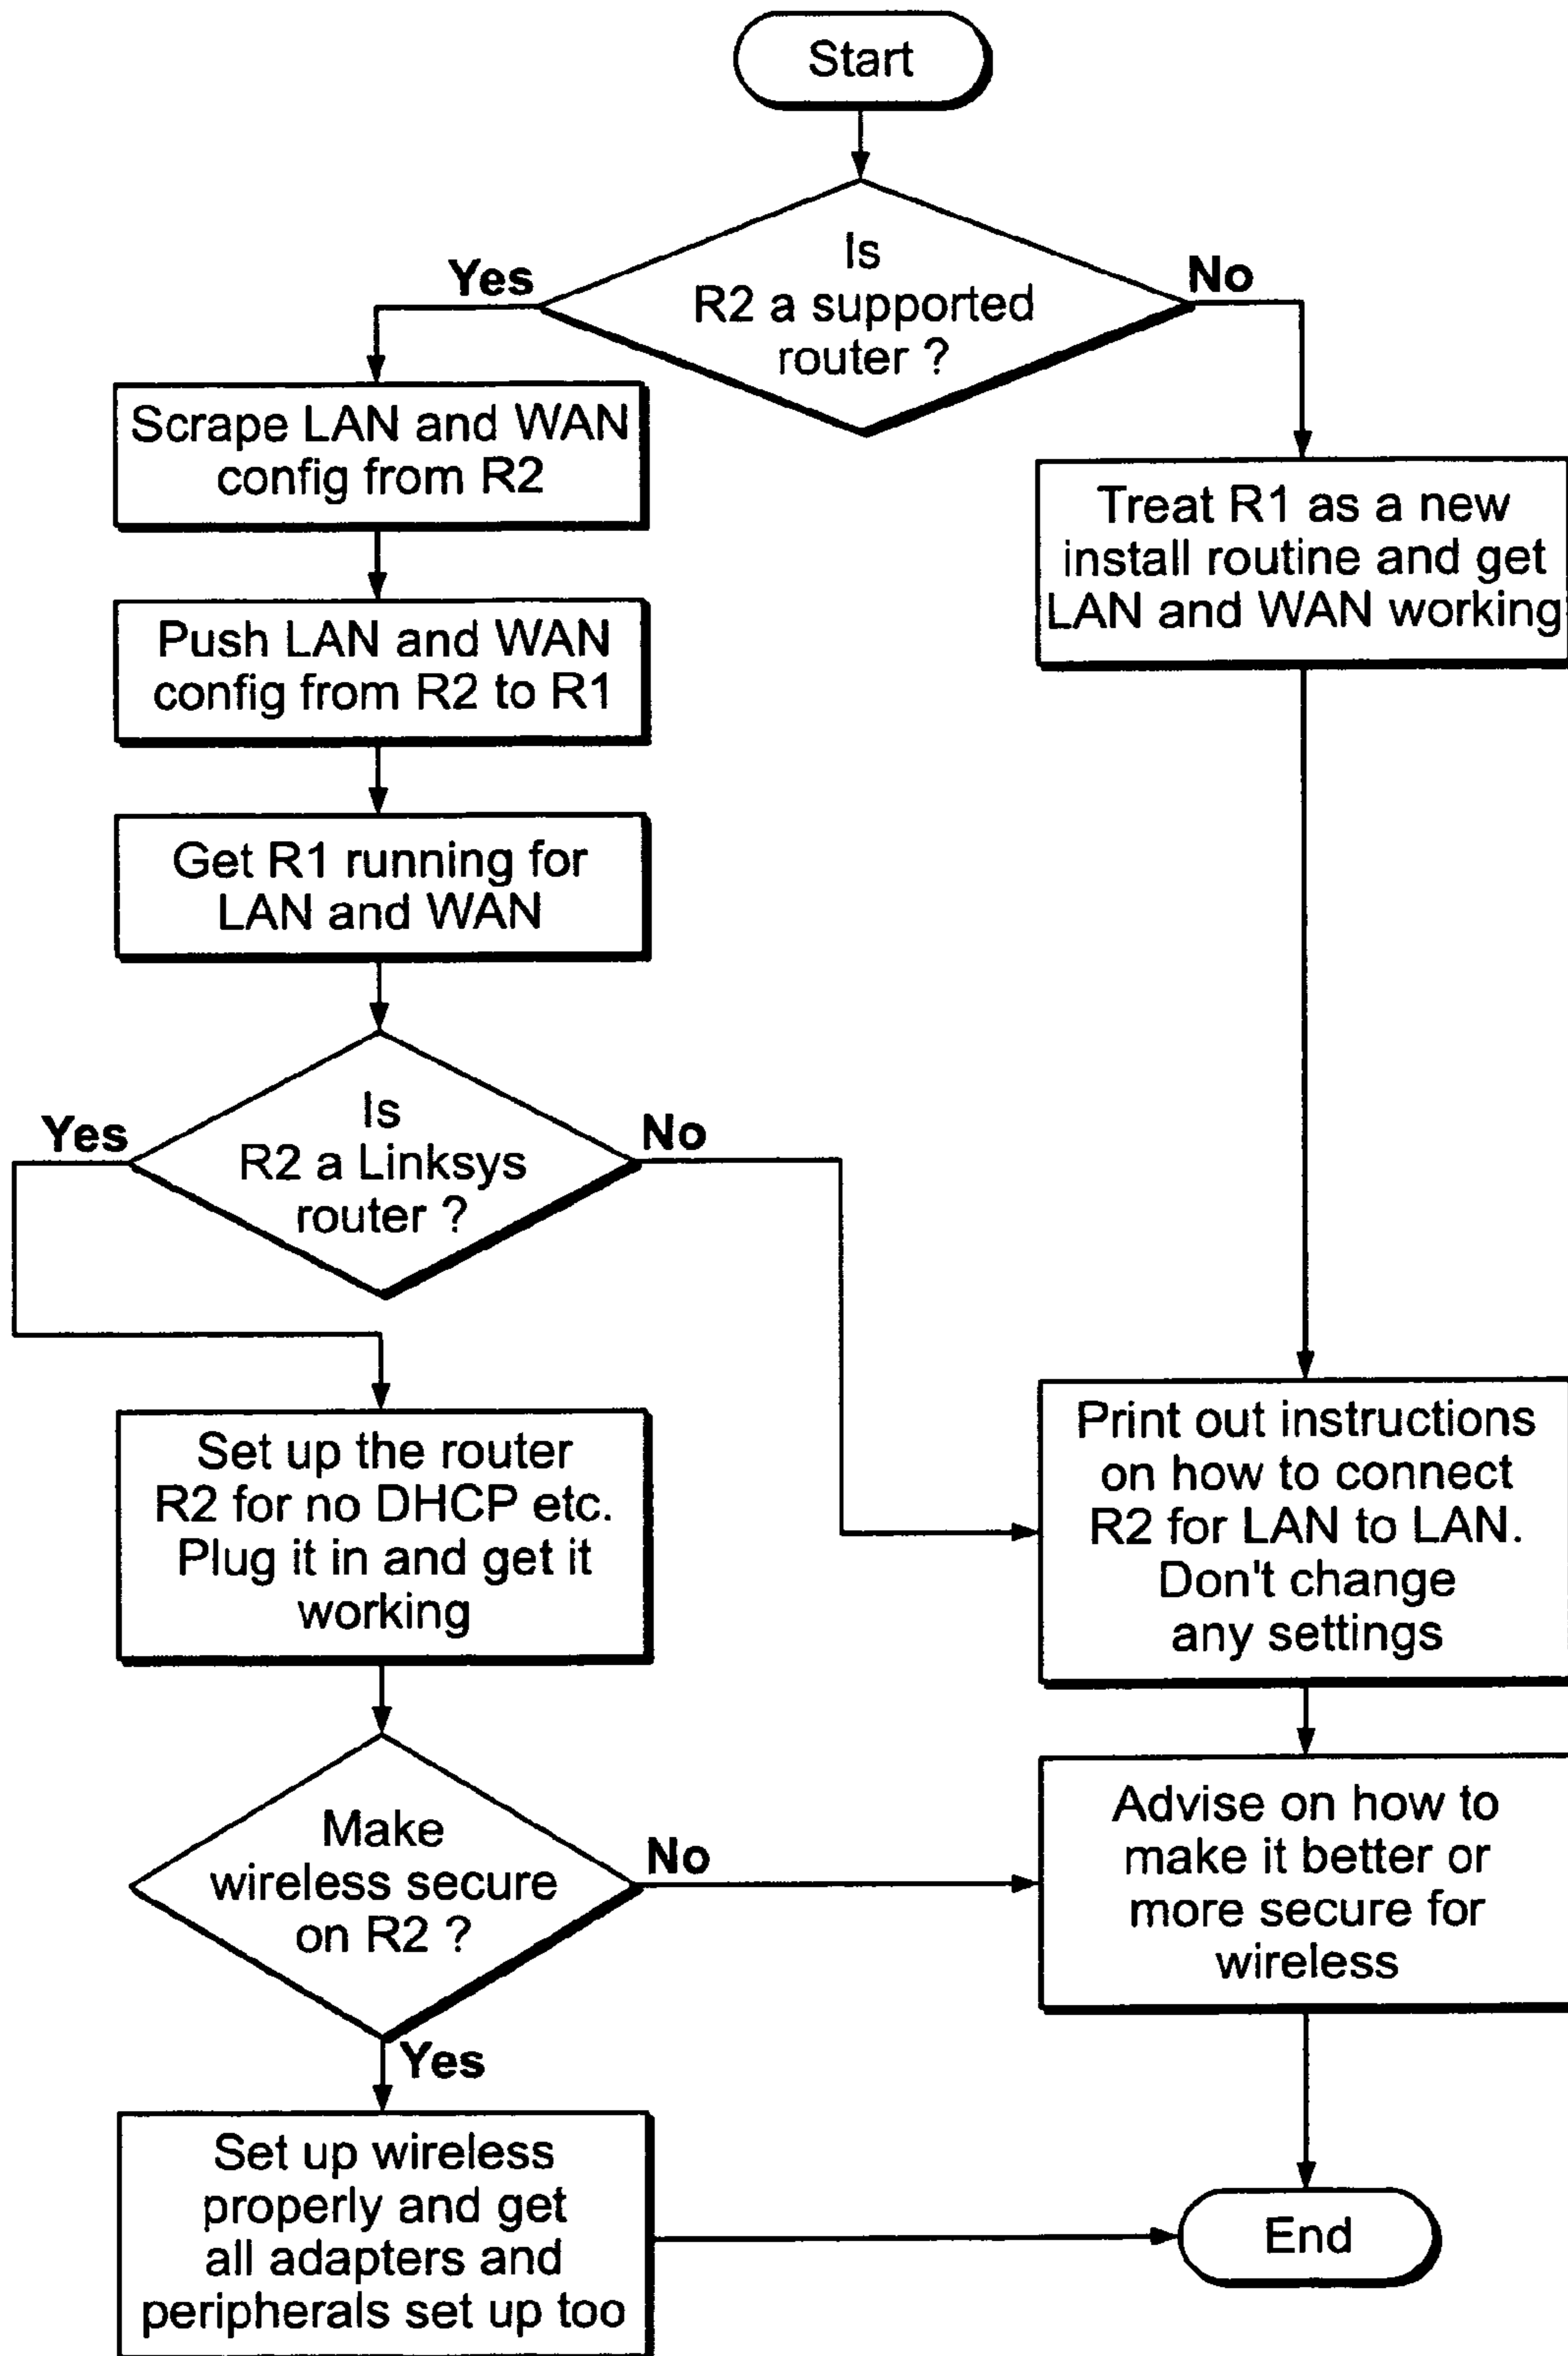 Start
Is
R2 a supported
router ?
Yes
No
Scrape LAN and WAN
config from R2
Treat R1 as a new
install routine and get
LAN and WAN working
Push LAN and WAN
config from R2 to R1
Get R1 running for
LAN and WAN
Is
R2 a Linksys
router ?
Yes
No
Set up the router
R2 for no DHCP etc.
Plug it in and get it
working
Print out instructions
on how to connect
R2 for LAN to LAN.
Don't change
any settings
Make
wireless secure
on R2 ?
No
Yes
Advise on how to
make it better or
more secure for
wireless
Set up wireless
properly and get
all adapters and
peripherals set up too
End